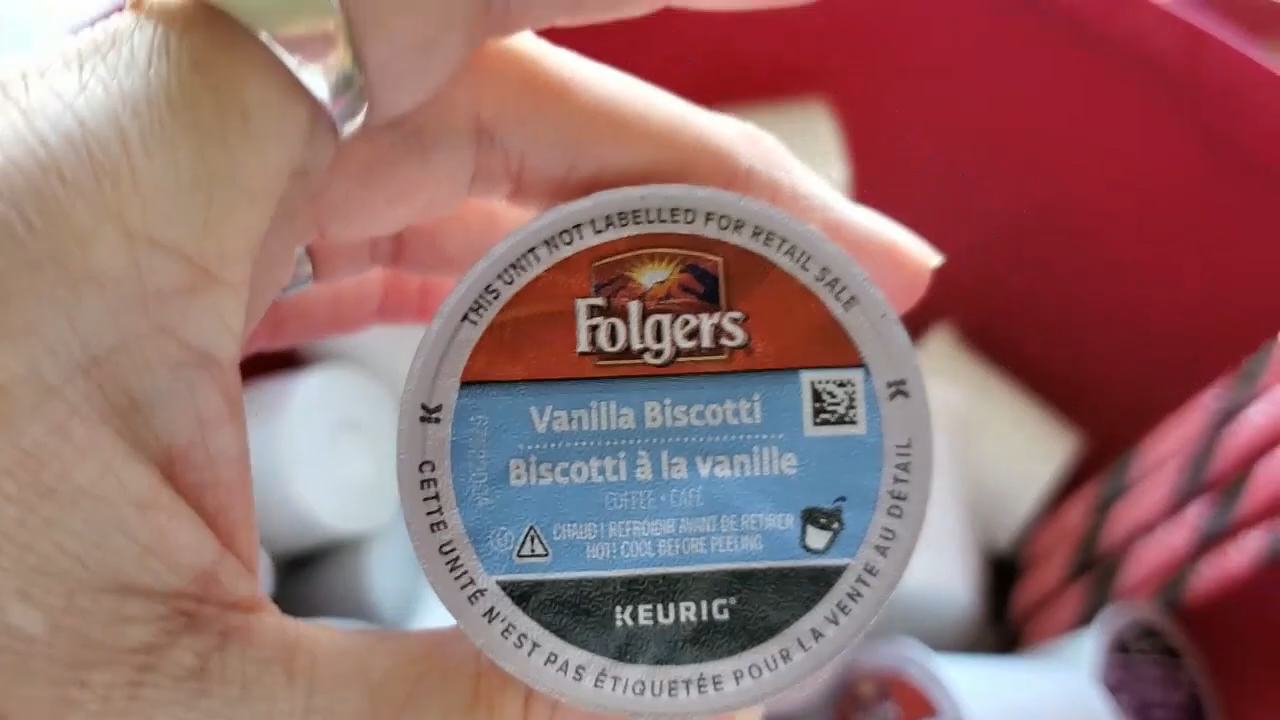 THIS UNIT NOT LABELLED FOR RETAIL SALE
Folgers
Vanilla Biscotti
Biscotti à la vanille
COFFEE • CAFÉ
CHAUD ! REFROIDIR AVANT DE RETIRER
HOT! COOL BEFORE PEELING
KEURIG®
CETTE UNITÉ N'EST PAS ÉTIQUETÉE POUR LA VENTE AU DÉTAIL